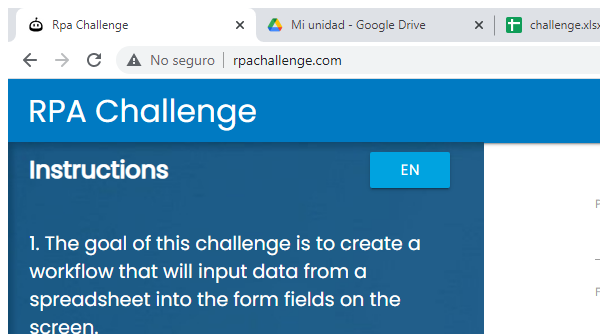 Rpa Challenge
Mi unidad - Google Drive
challenge.xlsx
No seguro
rpachallenge.com
RPA Challenge
Instructions
EN
1. The goal of this challenge is to create a
workflow that will input data from a
spreadsheet into the form fields on the
screen.